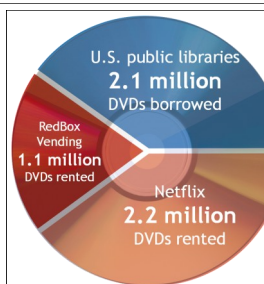 U.S. public libraries
2.1 million
DVDs borrowed
RedBox
Vending
1.1 million
DVDs rented
Netflix
2.2 million
DVDs rented